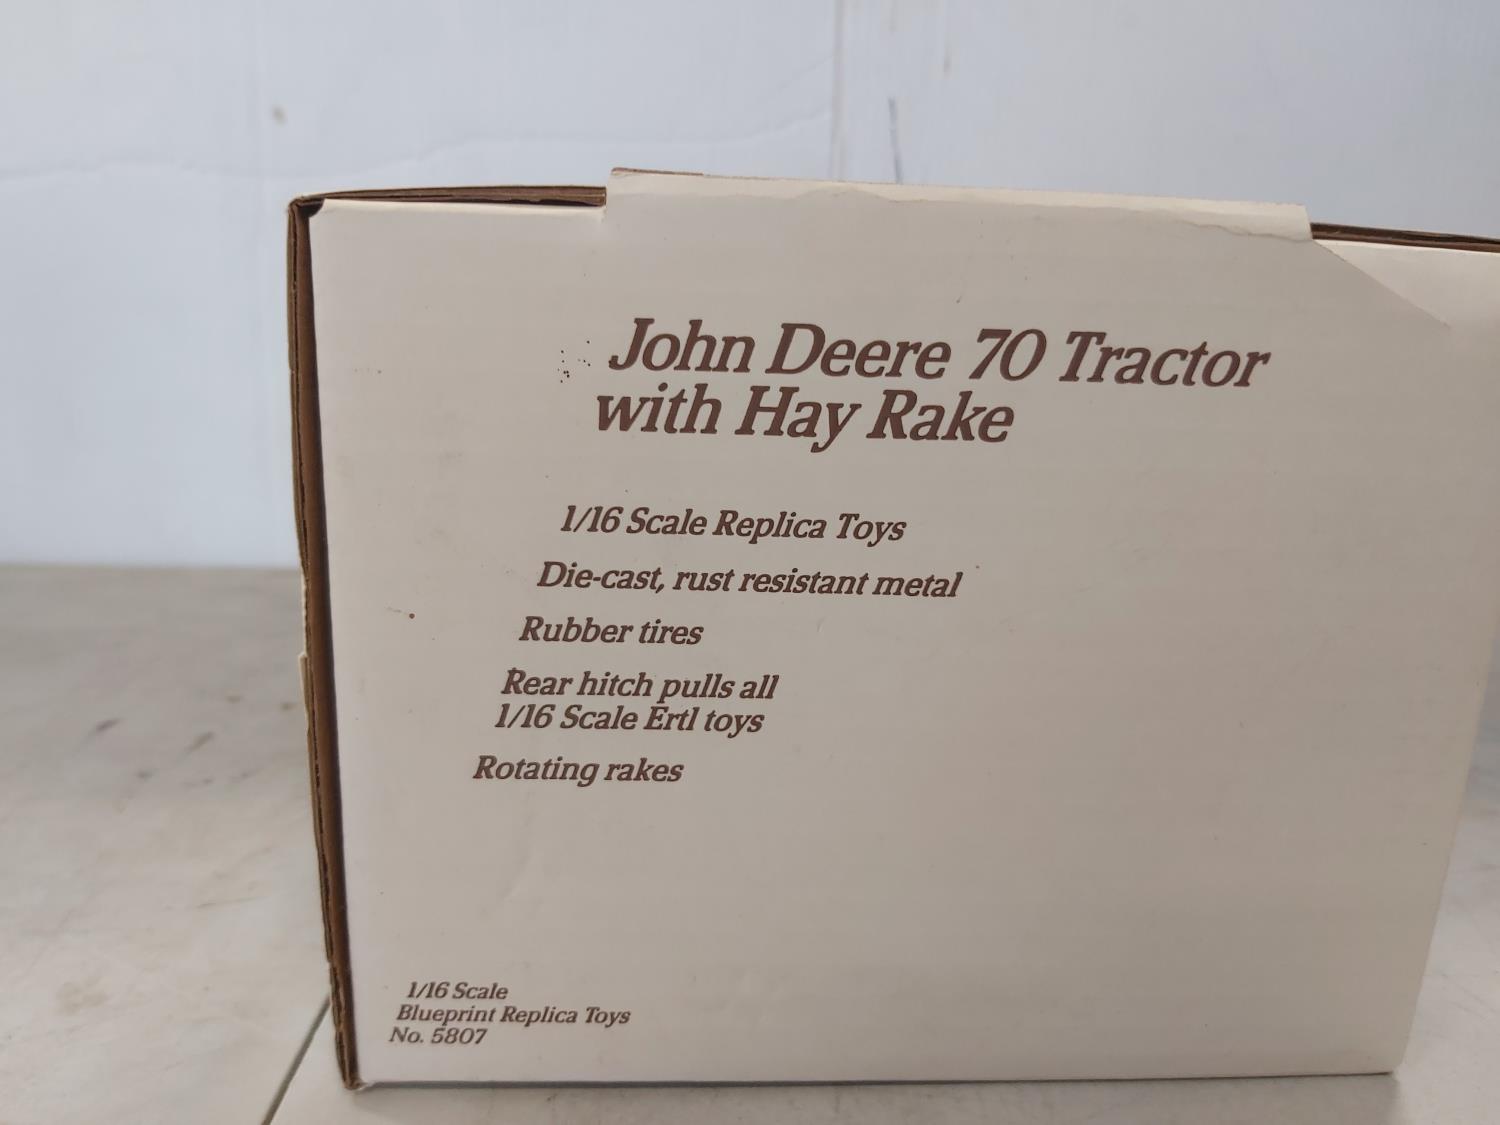 John Deere 70 Tractor
with Hay Rake
1/16 Scale Replica Toys
Die-cast, rust resistant metal
Rubber tires
Rear hitch pulls all
1/16 Scale Ertl toys
Rotating rakes
1/16 Scale
Blueprint Replica Toys
No. 5807